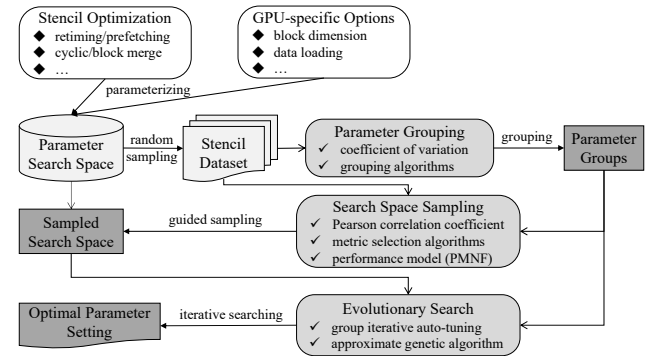 Stencil Optimization
◆ retiming/prefetching
◆ cyclic/block merge
◆ …
GPU-specific Options
◆ block dimension
◆ data loading
◆ …
parameterizing
Parameter
Search Space
random
sampling
Stencil
Dataset
Parameter Grouping
✓ coefficient of variation
✓ grouping algorithms
grouping
Parameter
Groups
Sampled
Search Space
guided sampling
Search Space Sampling
✓ Pearson correlation coefficient
✓ metric selection algorithms
✓ performance model (PMNF)
Optimal Parameter
Setting
iterative searching
Evolutionary Search
✓ group iterative auto-tuning
✓ approximate genetic algorithm